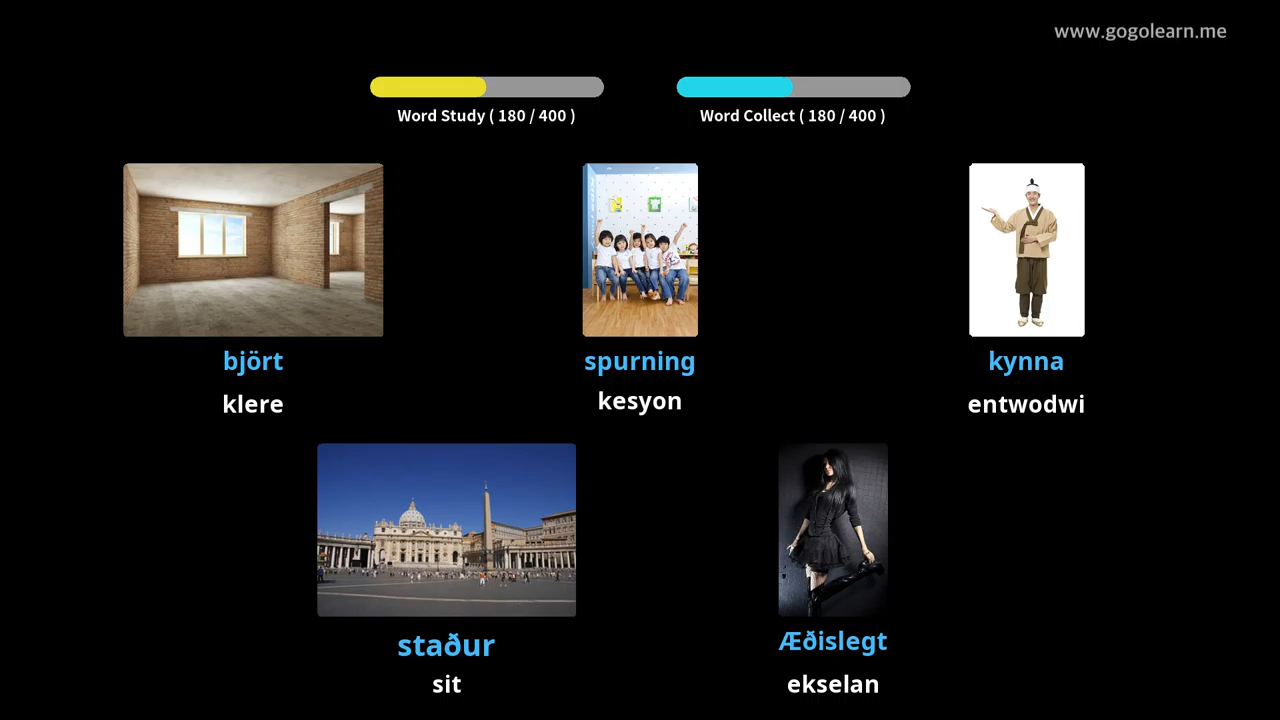 www.gogolearn.me
Word Study ( 180 / 400 )
Word Collect ( 180 / 400 )
björt
spurning
kynna
klere
kesyon
entwodwi
staður
Æðislegt
sit
ekselan